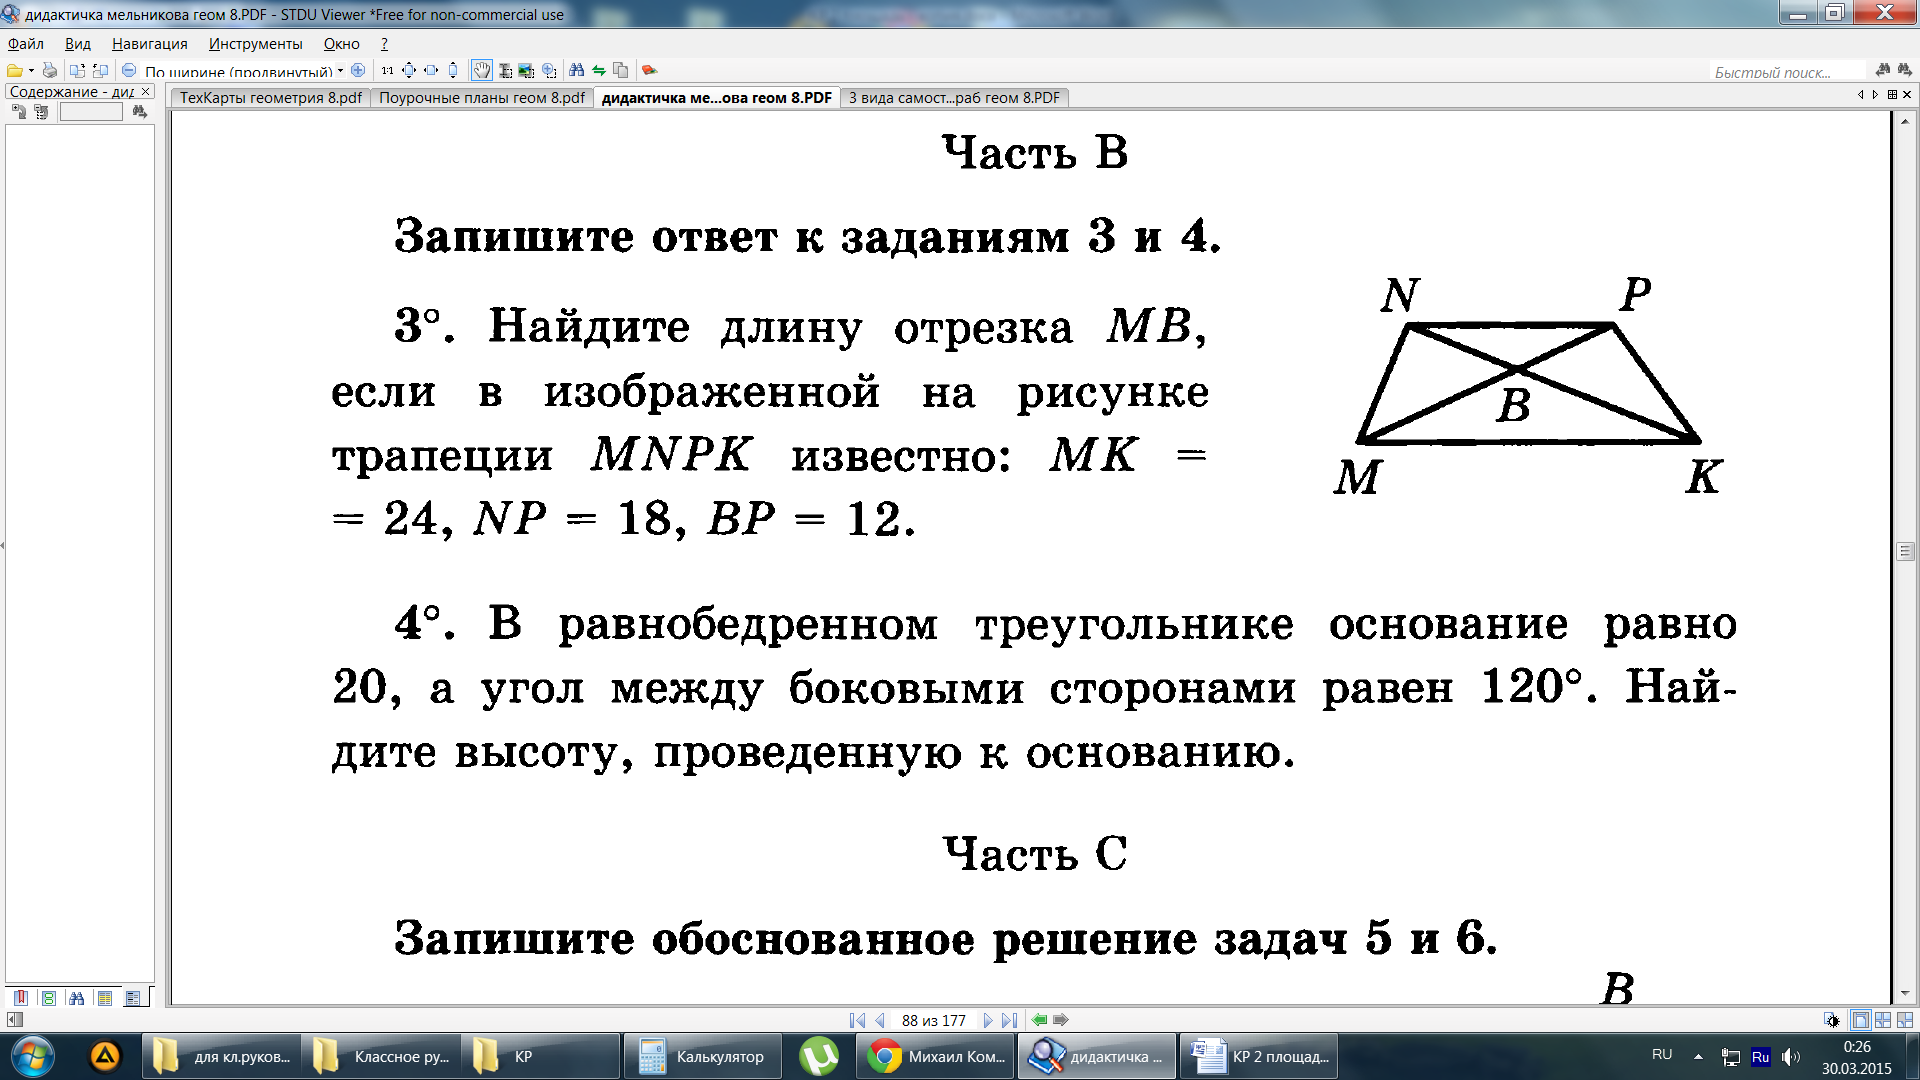 дидактичка мельникова геом 8.PDF - STDU Viewer *Free for non-commercial use
Файл Вид Навигация Инструменты Окно ?
По ширине (продвинутый) 1:1 Быстрый поиск...
Содержание - дид
ТехКарты геометрия 8.pdf Поурочные планы геом 8.pdf дидактичка ме...ова геом 8.PDF 3 вида самост...раб геом 8.PDF
Часть В
Запишите ответ к заданиям 3 и 4.
3°. Найдите длину отрезка MB,
если в изображенной на рисунке
трапеции MNPK известно: MK =
= 24, NP = 18, BP = 12.
N P
B
M K
4°. В равнобедренном треугольнике основание равно
20, а угол между боковыми сторонами равен 120°. Най-
дите высоту, проведенную к основанию.
Часть С
Запишите обоснованное решение задач 5 и 6.
B
88 из 177
для кл.руков... Классное ру... КР Калькулятор Михаил Ком... дидактичка ... КР 2 площад... RU Ru 0:26
30.03.2015